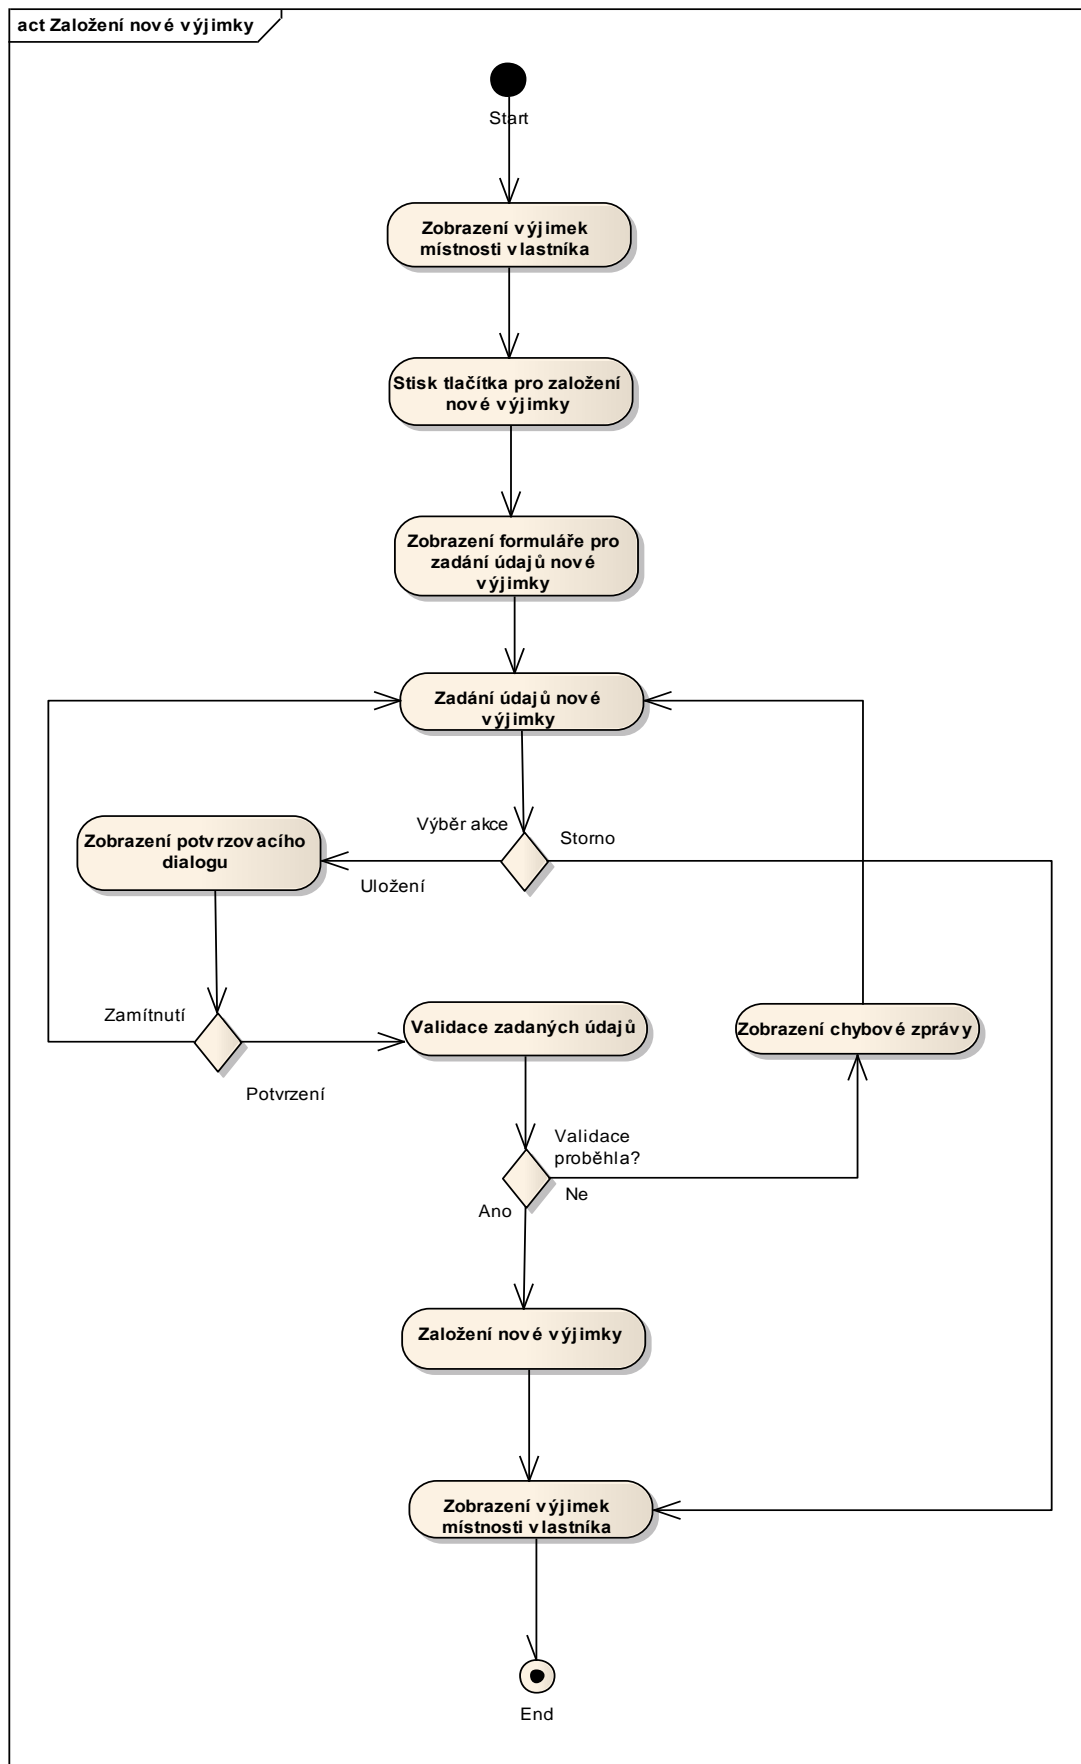 act Založení nové výjimky
Start
Zobrazení výjimek
místnosti vlastníka
Stisk tlačítka pro založení
nové výjimky
Zobrazení formuláře pro
zadání údajů nové
výjimky
Zadání údajů nové
výjimky
Výběr akce
Storno
Zobrazení potvrzovacího
dialogu
Uložení
Zamítnutí
Validace zadaných údajů
Zobrazení chybové zprávy
Potvrzení
Validace
proběhla?
Ne
Ano
Založení nové výjimky
Zobrazení výjimek
místnosti vlastníka
End